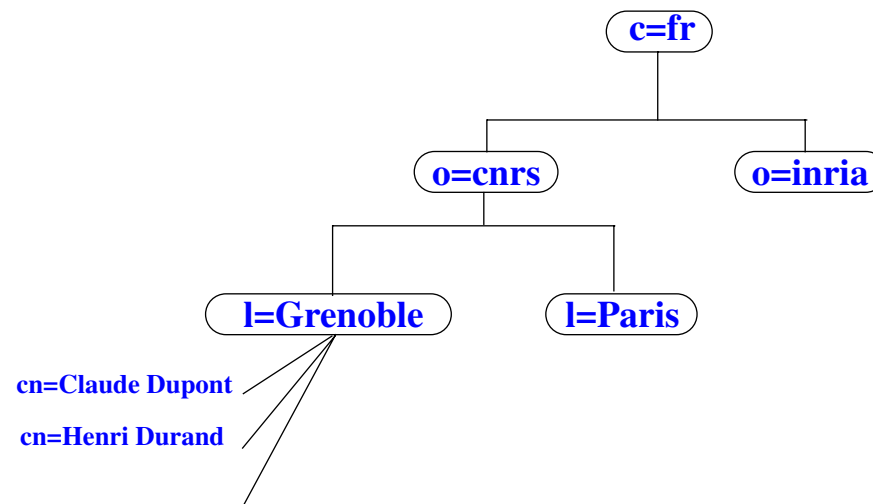 c=fr
o=cnrs
o=inria
l=Grenoble
l=Paris
cn=Claude Dupont
cn=Henri Durand